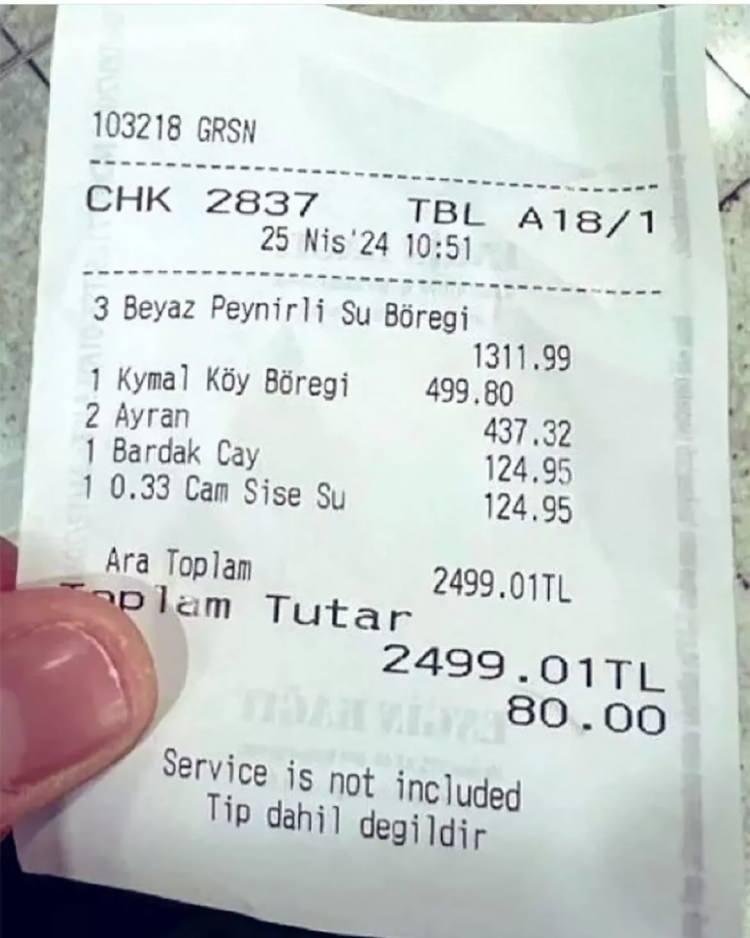 103218 GRSN
CHK 2837 TBL A18/1
25 Nis'24 10:51
3 Beyaz Peynirli Su Böregi
1311.99
1 Kymal Köy Böregi 499.80
2 Ayran 437.32
1 Bardak Cay 124.95
1 0.33 Cam Sise Su 124.95
Ara Toplam 2499.01TL
Toplam Tutar
2499.01TL
80.00
Service is not included
Tip dahil degildir